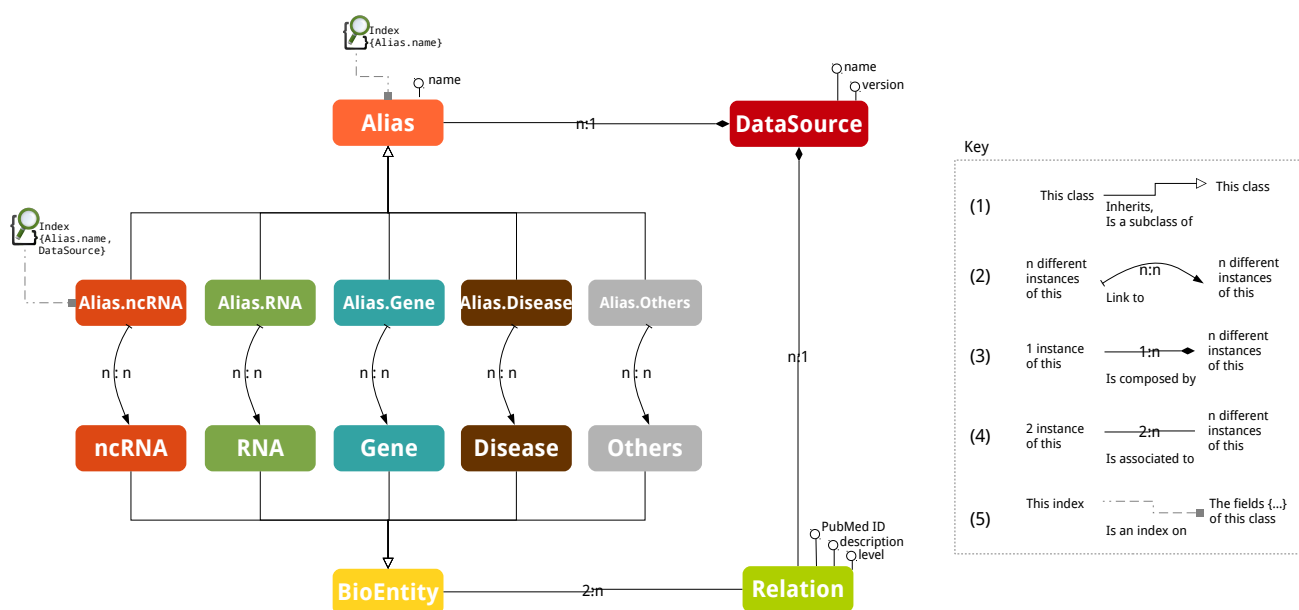 Index
{Alias.name}
name
Alias
n:1
name
version
DataSource
Index
{Alias.name,
DataSource}
Alias.ncRNA
Alias.RNA
Alias.Gene
Alias.Disease
Alias.Others
n : n
n : n
n : n
n : n
n : n
n:1
ncRNA
RNA
Gene
Disease
Others
PubMed ID
description
level
BioEntity
2:n
Relation
Key
(1)
This class
This class
Inherits,
Is a subclass of
(2)
n different
instances
of this
n:n
Link to
n different
instances
of this
(3)
1 instance
of this
1:n
Is composed by
n different
instances
of this
(4)
2 instance
of this
2:n
Is associated to
n different
instances
of this
(5)
This index
Is an index on
The fields {...}
of this class